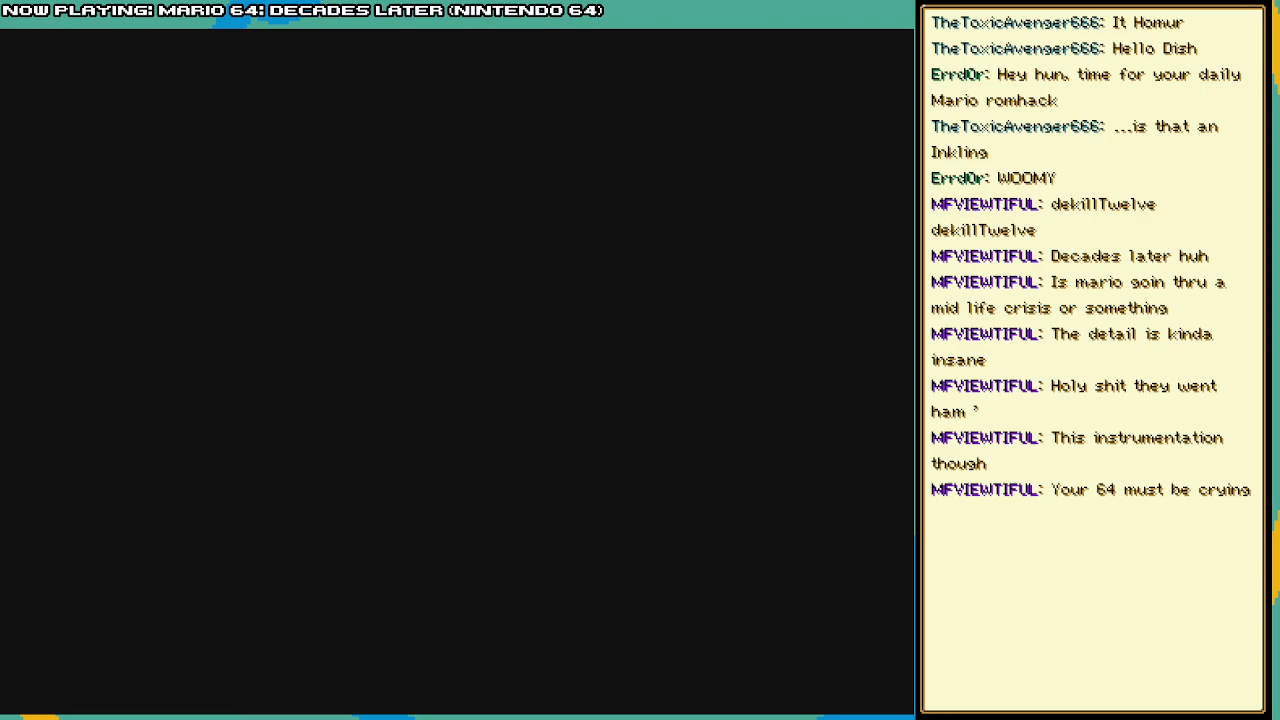 NOW PLAYING: MARIO 64: DECADES LATER (NINTENDO 64)
TheToxicAvenger666: It Homur
TheToxicAvenger666: Hello Dish
Errd0r: Hey hun, time for your daily
Mario romhack
TheToxicAvenger666: ...is that an
Inkling
Errd0r: WOOMY
MFVIEWTIFUL: dekillTwelve
dekillTwelve
MFVIEWTIFUL: Decades later huh
MFVIEWTIFUL: Is mario goin thru a
mid life crisis or something
MFVIEWTIFUL: The detail is kinda
insane
MFVIEWTIFUL: Holy shit they went
ham '
MFVIEWTIFUL: This instrumentation
though
MFVIEWTIFUL: Your 64 must be crying